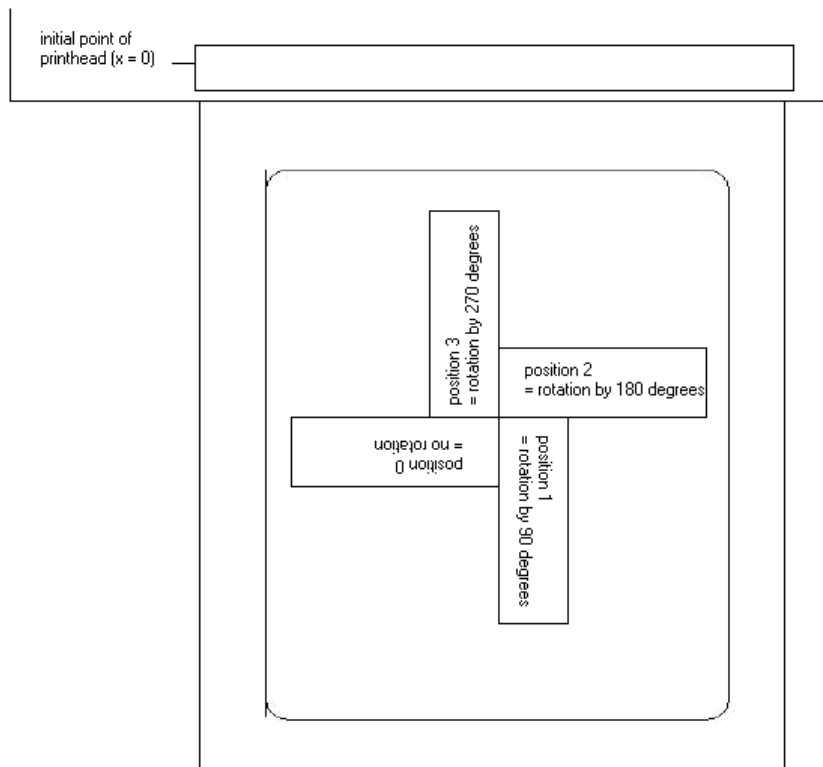 initial point of
printhead (x = 0)
position 3
= rotation by 270 degrees
position 2
= rotation by 180 degrees
position 0
= no rotation
position 1
= rotation by 90 degrees